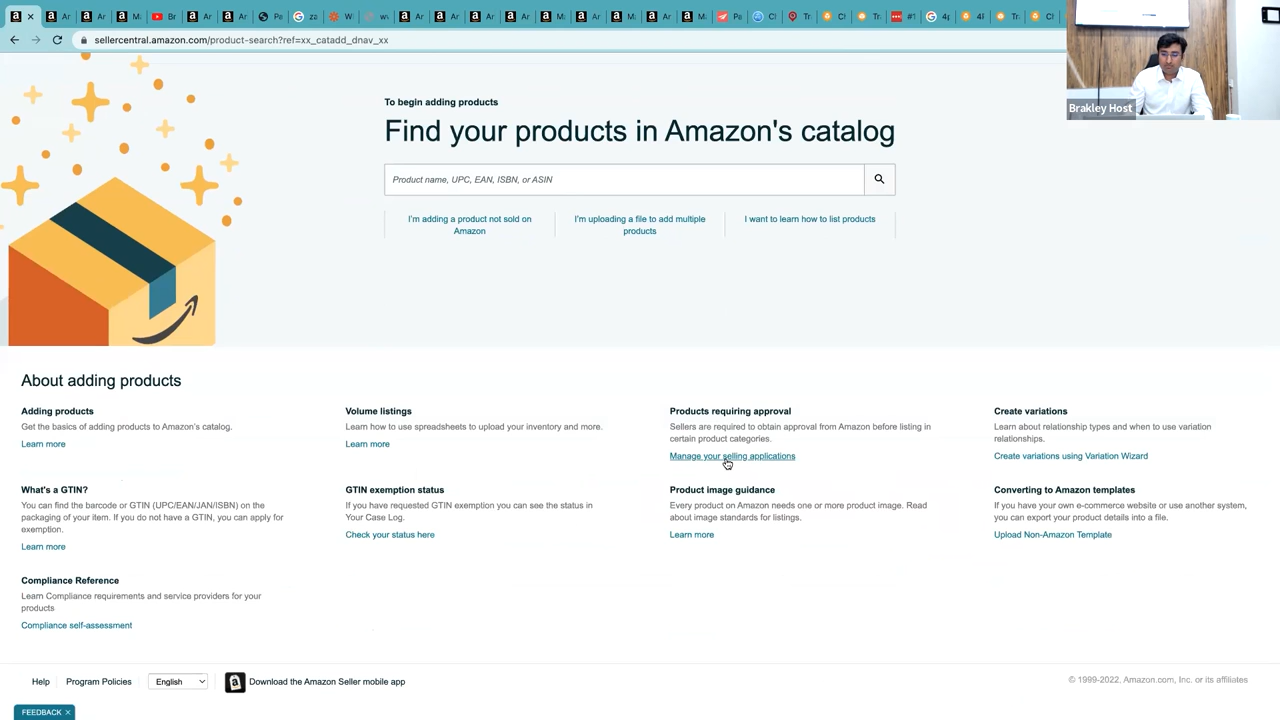 sellercentral.amazon.com/product-search?ref=xx_catadd_dnav_xx
Brakley Host
To begin adding products
Find your products in Amazon's catalog
Product name, UPC, EAN, ISBN, or ASIN
I'm adding a product not sold on
Amazon
I'm uploading a file to add multiple
products
I want to learn how to list products
About adding products
Adding products
Get the basics of adding products to Amazon's catalog.
Learn more
Volume listings
Learn how to use spreadsheets to upload your inventory and more.
Learn more
Products requiring approval
Sellers are required to obtain approval from Amazon before listing in
certain product categories.
Manage your selling applications
Create variations
Learn about relationship types and when to use variation
relationships.
Create variations using Variation Wizard
What's a GTIN?
You can find the barcode or GTIN (UPC/EAN/JAN/ISBN) on the
packaging of your item. If you do not have a GTIN, you can apply for
exemption.
Learn more
GTIN exemption status
If you have requested GTIN exemption you can see the status in
Your Case Log.
Check your status here
Product image guidance
Every product on Amazon needs one or more product image. Read
about image standards for listings.
Learn more
Converting to Amazon templates
If you have your own e-commerce website or use another system,
you can export your product details into a file.
Upload Non-Amazon Template
Compliance Reference
Learn Compliance requirements and service providers for your
products
Compliance self-assessment
Help
Program Policies
English
Download the Amazon Seller mobile app
© 1999-2022, Amazon.com, Inc. or its affiliates
FEEDBACK ×